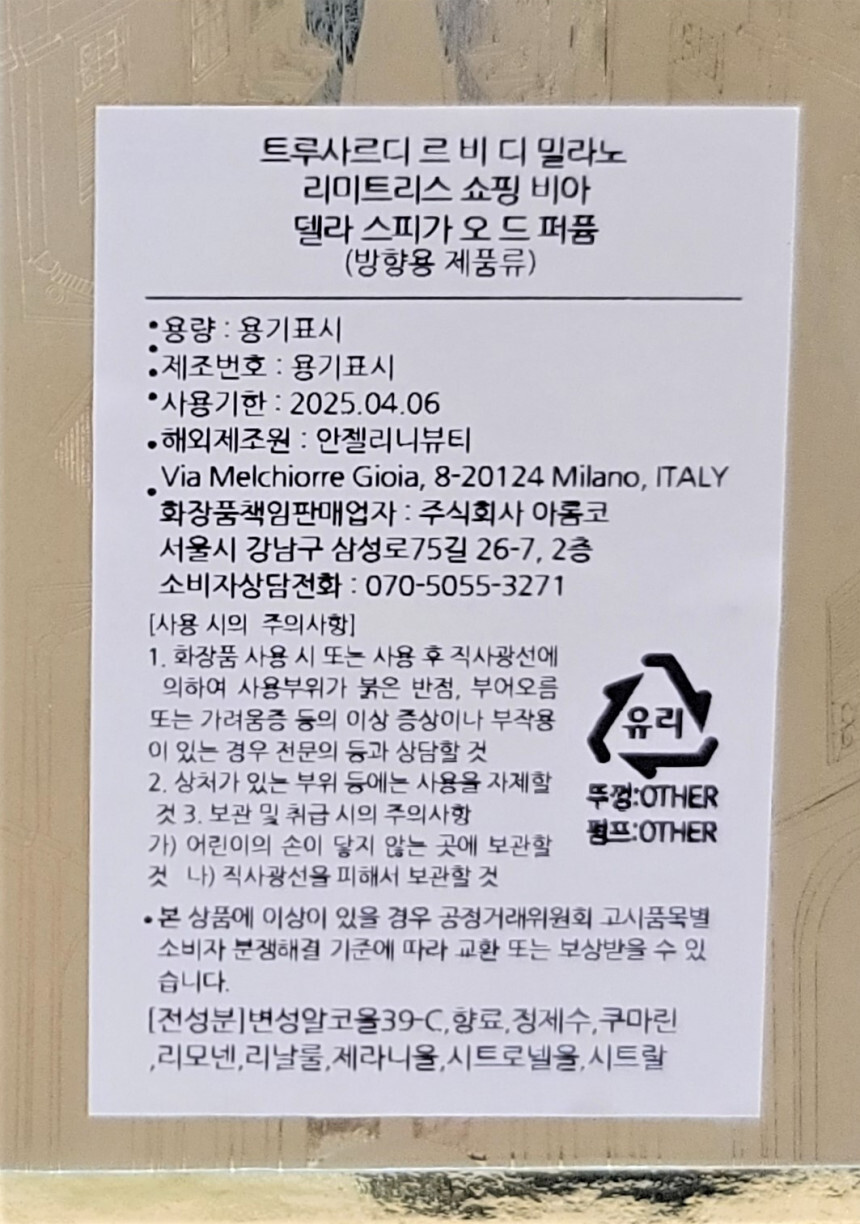 트루사르디 르 비 디 밀라노
리미트리스 쇼핑 비아
델라 스피가 오 드 퍼퓸
(방향용 제품류)
•용량 : 용기표시
•제조번호 : 용기표시
•사용기한 : 2025.04.06
•해외제조원 : 안젤리니뷰티
Via Melchiorre Gioia, 8-20124 Milano, ITALY
•화장품책임판매업자 : 주식회사 아롬코
서울시 강남구 삼성로75길 26-7, 2층
소비자상담전화 : 070-5055-3271
[사용 시의 주의사항]
1. 화장품 사용 시 또는 사용 후 직사광선에
의하여 사용부위가 붉은 반점, 부어오름
또는 가려움증 등의 이상 증상이나 부작용
이 있는 경우 전문의 등과 상담할 것
2. 상처가 있는 부위 등에는 사용을 자제할
것 3. 보관 및 취급 시의 주의사항
가) 어린이의 손이 닿지 않는 곳에 보관할
것 나) 직사광선을 피해서 보관할 것
유리
뚜껑:OTHER
펌프:OTHER
•본 상품에 이상이 있을 경우 공정거래위원회 고시품목별
소비자 분쟁해결 기준에 따라 교환 또는 보상받을 수 있
습니다.
[전성분]변성알코올39-C,향료,정제수,쿠마린
,리모넨,리날룰,제라니올,시트로넬올,시트랄